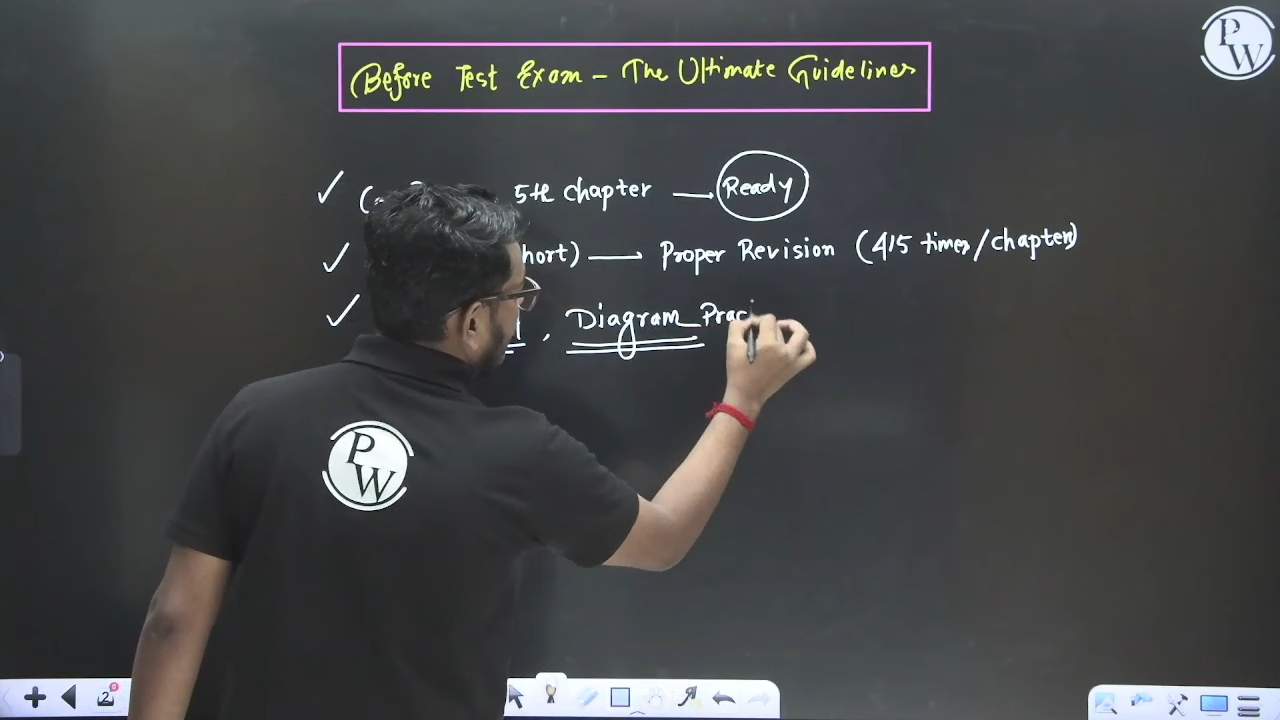 Before Test Exam - The Ultimate Guidelines
PW
5th chapter → Ready
hort) → Proper Revision (4/5 times/chapter)
, Diagram Prac
PW
2